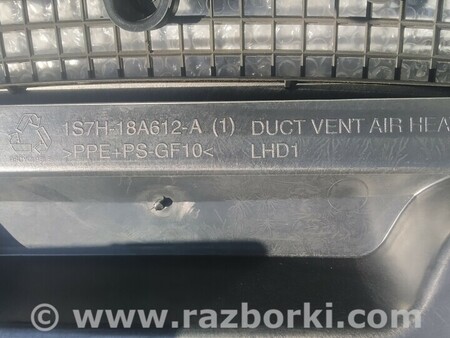 1S7H-18A612-A (1) DUCT VENT AIR HEA
>PPE+PS-GF10< LHD1
© www.razborki.com